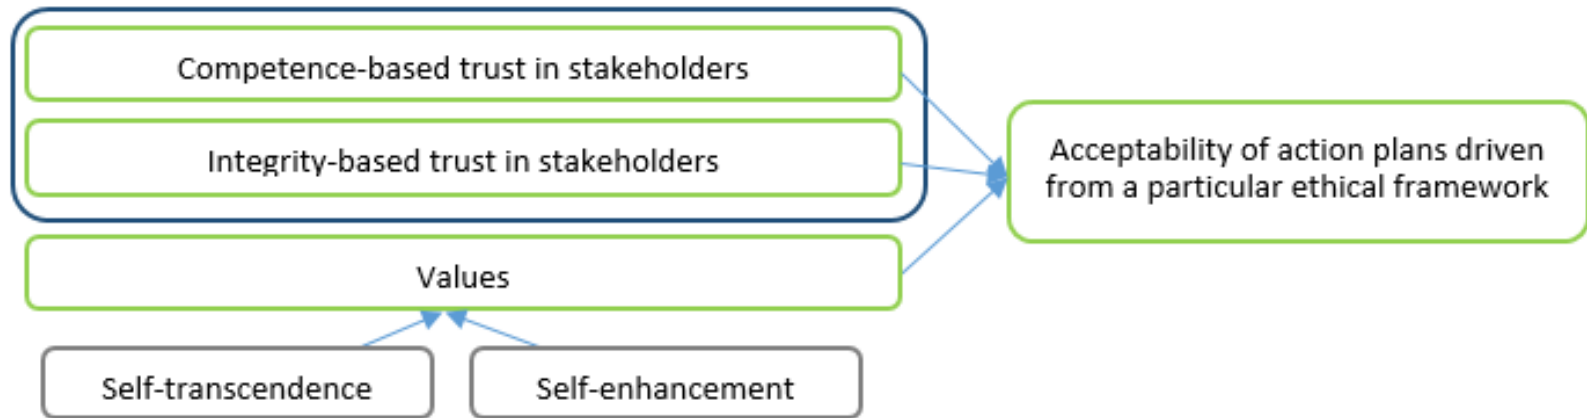 Competence-based trust in stakeholders
Integrity-based trust in stakeholders
Acceptability of action plans driven
from a particular ethical framework
Values
Self-transcendence
Self-enhancement